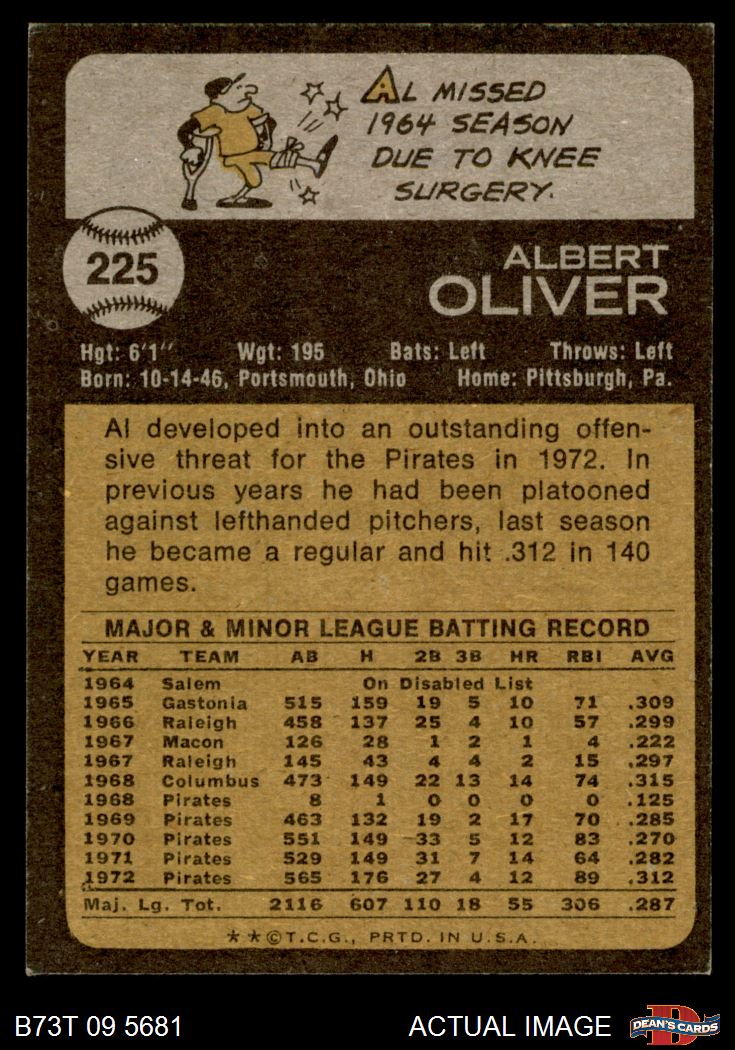 AL MISSED
1964 SEASON
DUE TO KNEE
SURGERY.
225
ALBERT
OLIVER
Hgt: 6'1" Wgt: 195 Bats: Left Throws: Left
Born: 10-14-46, Portsmouth, Ohio Home: Pittsburgh, Pa.
Al developed into an outstanding offen-
sive threat for the Pirates in 1972. In
previous years he had been platooned
against lefthanded pitchers, last season
he became a regular and hit .312 in 140
games.
MAJOR & MINOR LEAGUE BATTING RECORD
YEAR TEAM AB H 2B 3B HR RBI AVG
1964 Salem On Disabled List
1965 Gastonia 515 159 19 5 10 71 .309
1966 Raleigh 458 137 25 4 10 57 .299
1967 Macon 126 28 1 2 1 4 .222
1967 Raleigh 145 43 4 4 2 15 .297
1968 Columbus 473 149 22 13 14 74 .315
1968 Pirates 8 1 0 0 0 0 .125
1969 Pirates 463 132 19 2 17 70 .285
1970 Pirates 551 149 33 5 12 83 .270
1971 Pirates 529 149 31 7 14 64 .282
1972 Pirates 565 176 27 4 12 89 .312
Maj. Lg. Tot. 2116 607 110 18 55 306 .287
★ ★ © T.C.G., PRTD. IN U.S.A.
B73T 09 5681 ACTUAL IMAGE
D
DEAN'S CARDS